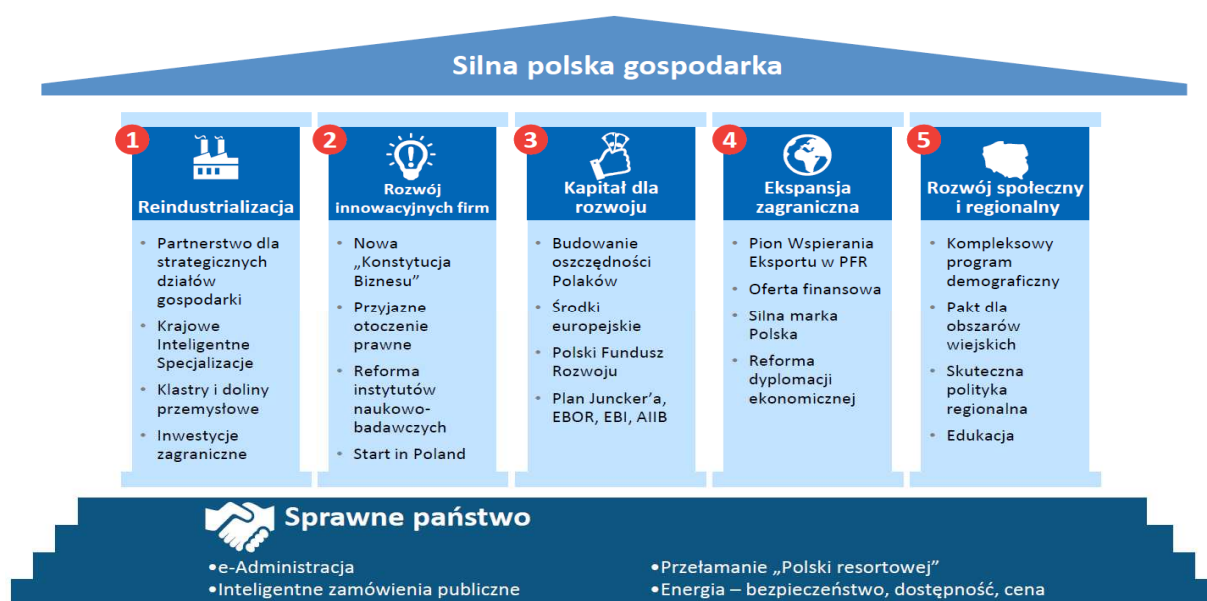 Silna polska gospodarka
1
Reindustrializacja
• Partnerstwo dla
strategicznych
działów
gospodarki
• Krajowe
Inteligentne
Specjalizacje
• Klastry i doliny
przemysłowe
• Inwestycje
zagraniczne
2
Rozwój
innowacyjnych firm
• Nowa
„Konstytucja
Biznesu”
• Przyjazne
otoczenie
prawne
• Reforma
instytutów
naukowo-
badawczych
• Start in Poland
3
Kapitał dla
rozwoju
• Budowanie
oszczędności
Polaków
• Środki
europejskie
• Polski Fundusz
Rozwoju
• Plan Juncker’a,
EBOR, EBI, AIIB
4
Ekspansja
zagraniczna
• Pion Wspierania
Eksportu w PFR
• Oferta finansowa
• Silna marka
Polska
• Reforma
dyplomacji
ekonomicznej
5
Rozwój społeczny
i regionalny
• Kompleksowy
program
demograficzny
• Pakt dla
obszarów
wiejskich
• Skuteczna
polityka
regionalna
• Edukacja
Sprawne państwo
•e-Administracja
•Inteligentne zamówienia publiczne
•Przełamanie „Polski resortowej”
•Energia – bezpieczeństwo, dostępność, cena